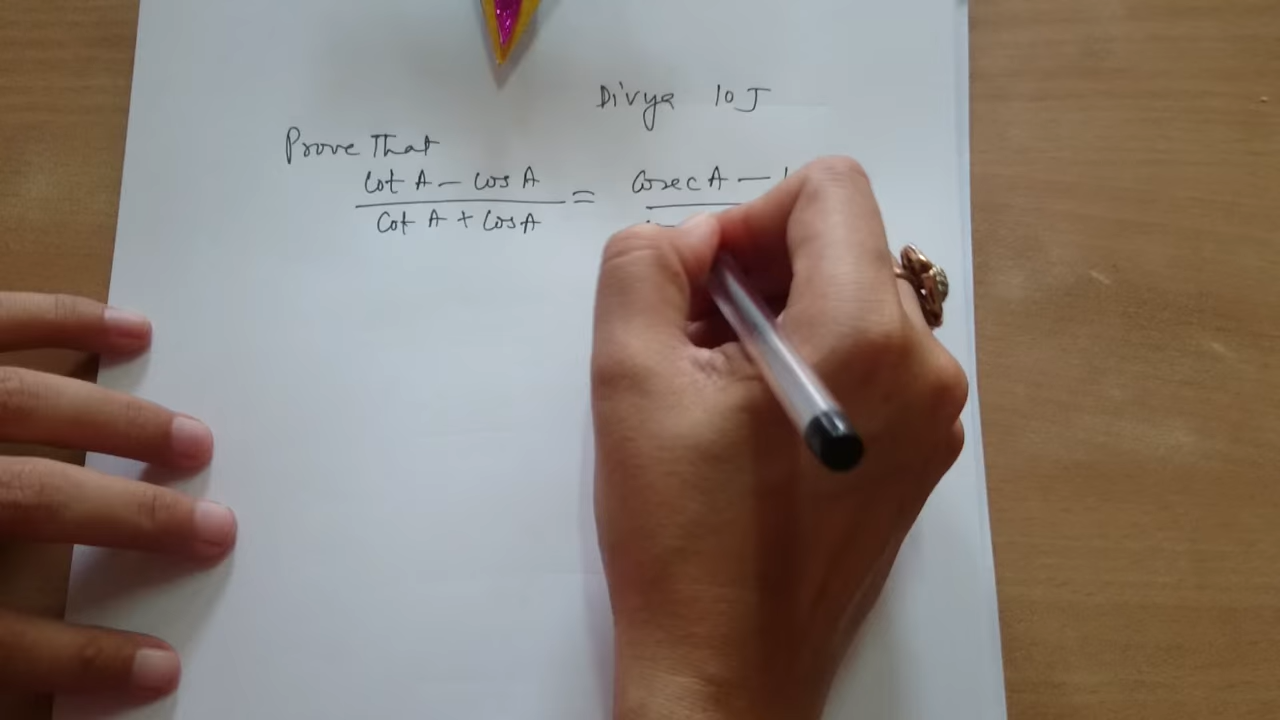 Divya 10 J
Prove That
Cot A - Cos A = Cosec A -
Cot A + Cos A